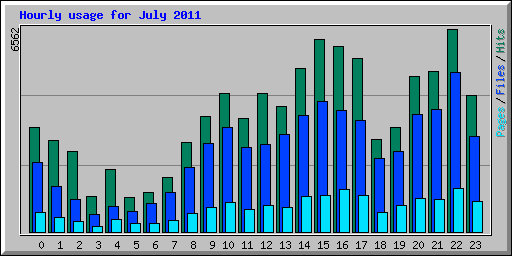 Hourly usage for July 2011
6562
Pages/Files/Hits
0 1 2 3 4 5 6 7 8 9 10 11 12 13 14 15 16 17 18 19 20 21 22 23